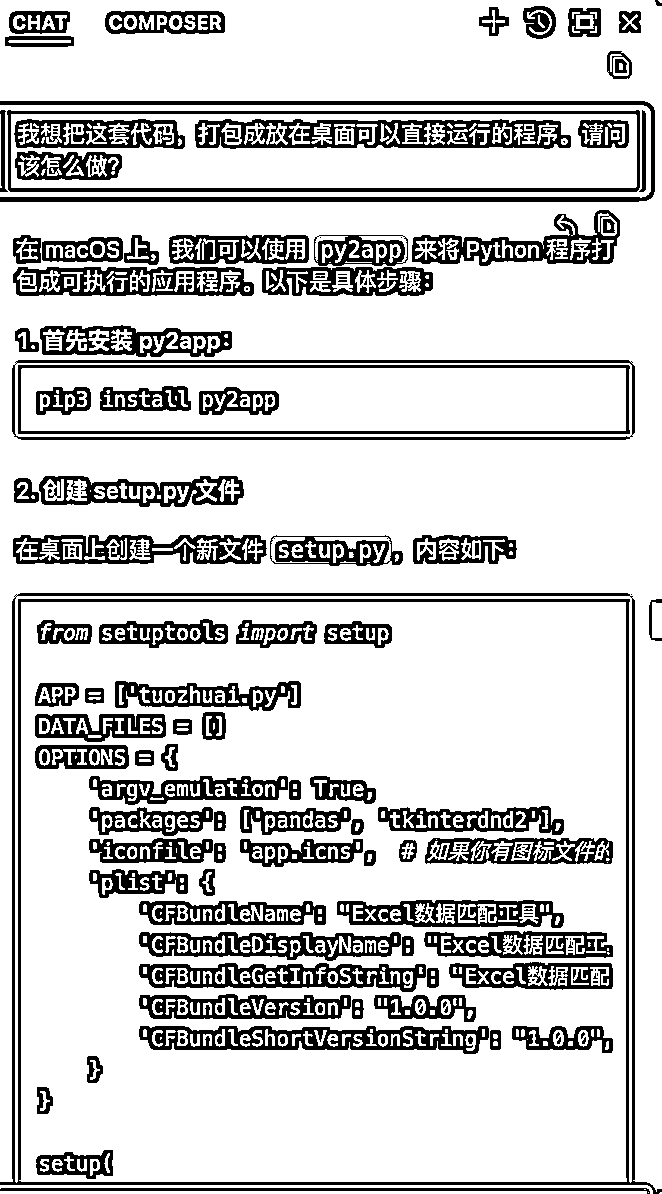 CHAT COMPOSER
我想把这套代码，打包成放在桌面可以直接运行的程序。请问
该怎么做？
在 macOS 上，我们可以使用 py2app 来将 Python 程序打
包成可执行的应用程序。以下是具体步骤：
1. 首先安装 py2app：
pip3 install py2app
2. 创建 setup.py 文件
在桌面上创建一个新文件 setup.py，内容如下：
from setuptools import setup
APP = ['tuozhuai.py']
DATA_FILES = []
OPTIONS = {
    'argv_emulation': True,
    'packages': ['pandas', 'tkinterdnd2'],
    'iconfile': 'app.icns',  # 如果你有图标文件的
    'plist': {
        'CFBundleName': "Excel数据匹配工具",
        'CFBundleDisplayName': "Excel数据匹配工
        'CFBundleGetInfoString': "Excel数据匹配
        'CFBundleVersion': "1.0.0",
        'CFBundleShortVersionString': "1.0.0",
    }
}
setup(